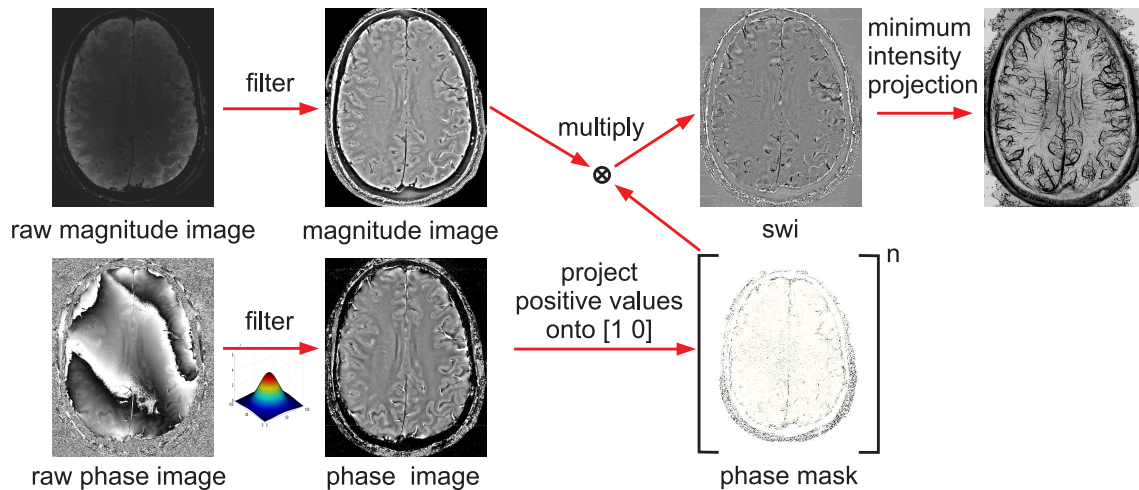 filter
raw magnitude image
magnitude image
multiply
swi
minimum
intensity
projection
filter
raw phase image
phase  image
project
positive values
onto [1 0]
n
phase mask